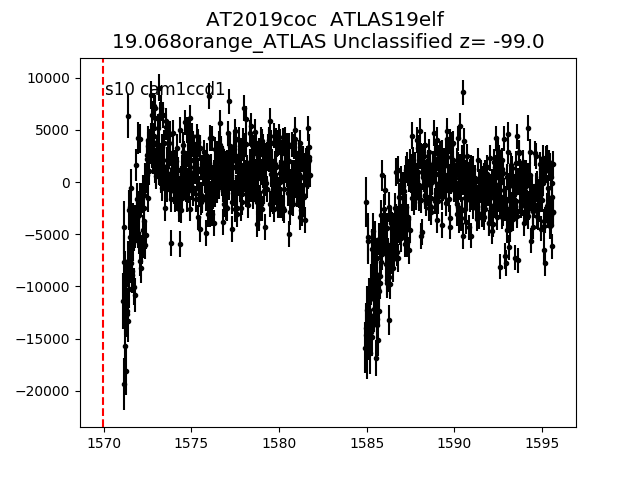 AT2019coc ATLAS19elf
19.068orange_ATLAS Unclassified z= -99.0
s10 cam1ccd1
10000
5000
0
−5000
−10000
−15000
−20000
1570 1575 1580 1585 1590 1595